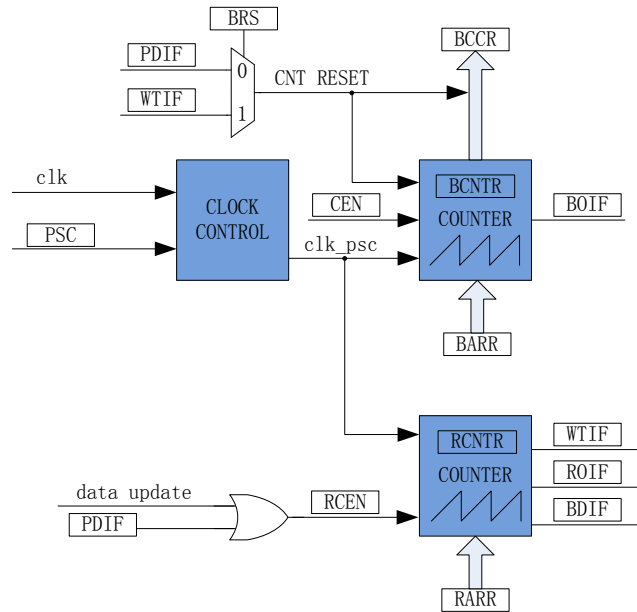 BRS
BCCR
PDIF
0
CNT RESET
WTIF
1
clk
BCNTR
CLOCK
CONTROL
CEN
COUNTER
BOIF
PSC
clk_psc
BARR
RCNTR
WTIF
COUNTER
ROIF
data update
RCEN
BDIF
PDIF
RARR